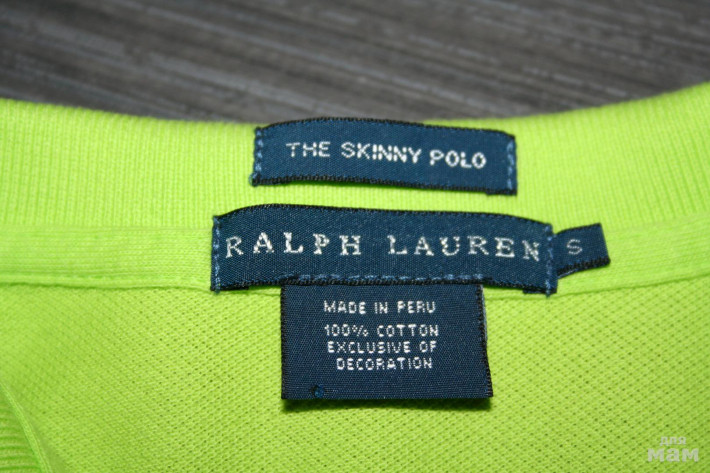 THE SKINNY POLO
RALPH LAUREN S
MADE IN PERU
100% COTTON
EXCLUSIVE OF
DECORATION
для
мам